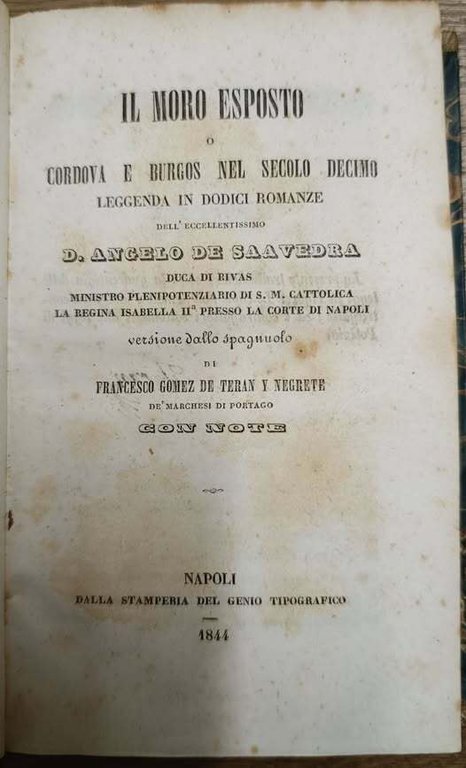 IL MORO ESPOSTO
O
CORDOVA E BURGOS NEL SECOLO DECIMO
LEGGENDA IN DODICI ROMANZE
DELL' ECCELLENTISSIMO
D. ANGELO DE SAAVEDRA
DUCA DI RIVAS
MINISTRO PLENIPOTENZIARIO DI S. M. CATTOLICA
LA REGINA ISABELLA IIª PRESSO LA CORTE DI NAPOLI
versione dallo spagnuolo
DI
FRANCESCO GOMEZ DE TERAN Y NEGRETE
DE' MARCHESI DI PORTAGO
CON NOTE
NAPOLI
DALLA STAMPERIA DEL GENIO TIPOGRAFICO
1844